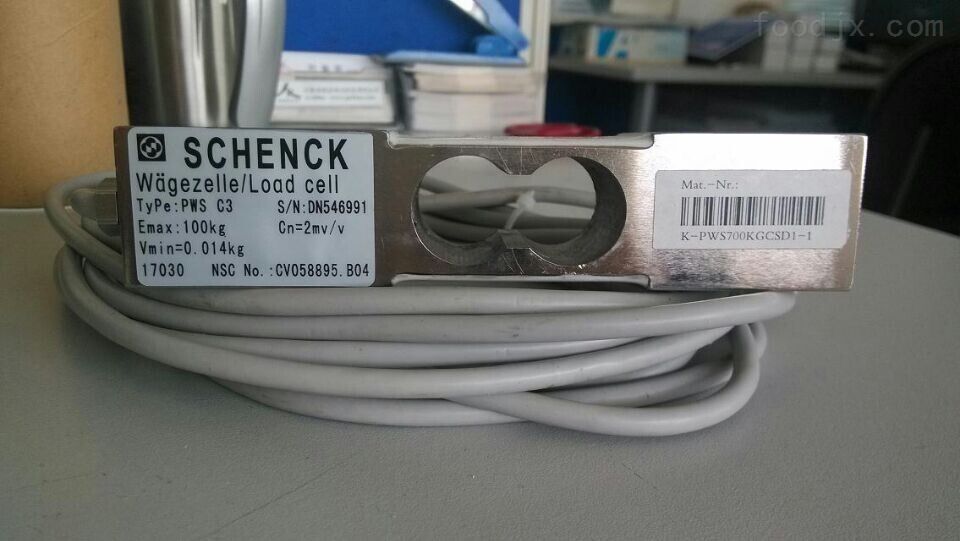 foodjx.com
SCHENCK
Wägezelle/Load cell
TyPe:PWS C3 S/N:DN546991
Emax:100kg Cn=2mv/v
Vmin=0.014kg
17030 NSC No.:CV058895.B04
Mat.-Nr.:
K-PWS700KGCSD1-1